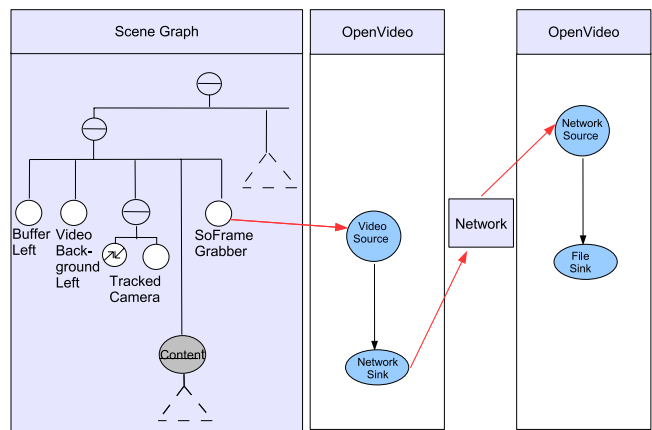 Scene Graph
OpenVideo
OpenVideo
Buffer
Left
Video
Back-
ground
Left
Tracked
Camera
SoFrame
Grabber
Content
Video
Source
Network
Sink
Network
Network
Source
File
Sink